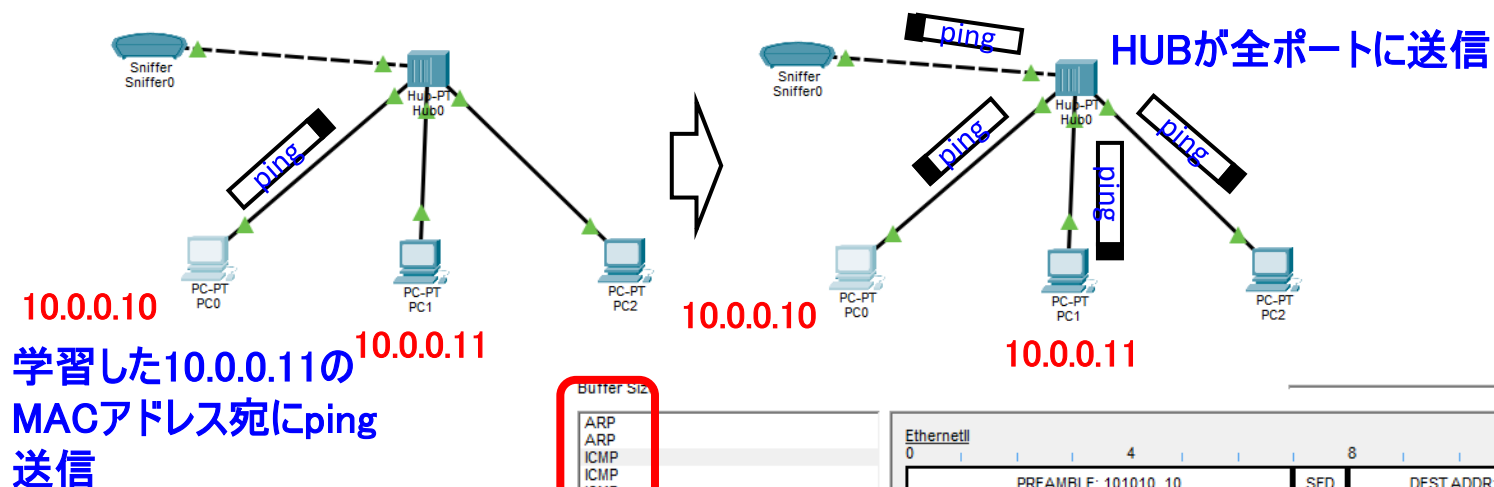 ping
HUBが全ポートに送信
Sniffer
Sniffer0
Hub-PT
Hub0
ping
PC-PT
PC0
PC-PT
PC1
PC-PT
PC2
10.0.0.10
10.0.0.11
学習した10.0.0.11の
MACアドレス宛にping
送信
Sniffer
Sniffer0
Hub-PT
Hub0
ping
ping
ping
PC-PT
PC0
PC-PT
PC1
PC-PT
PC2
10.0.0.10
10.0.0.11
Buffer Siz
ARP
ARP
ICMP
ICMP
EthernetII
0 4 8
PREAMBLE: 101010..10
SFD
DEST ADDR: